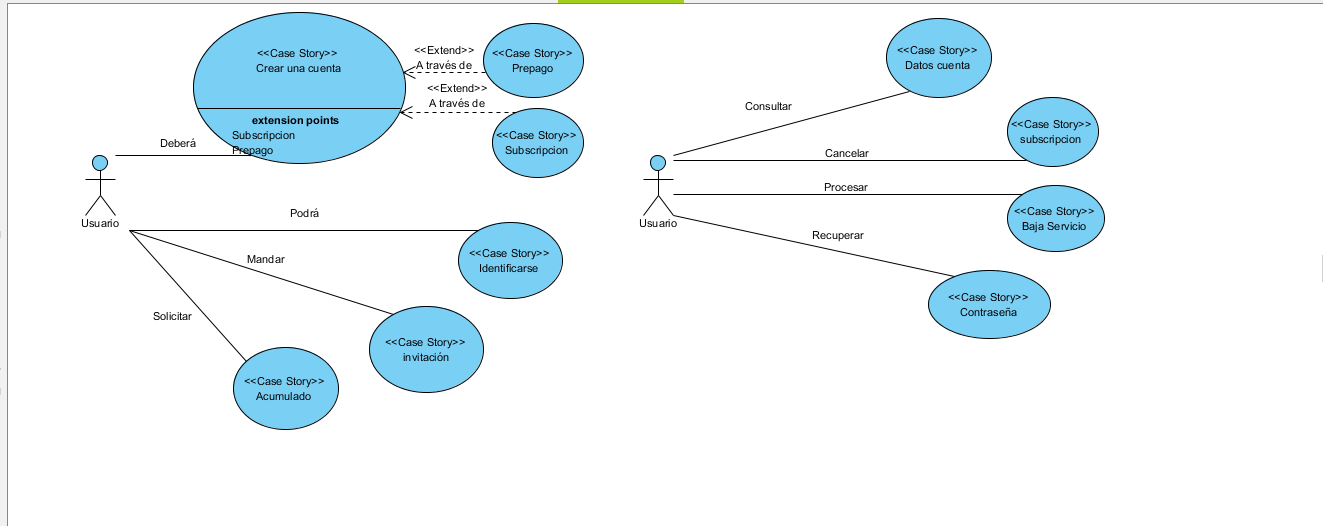 <<Case Story>>
Crear una cuenta
extension points
Subscripcion
Prepago
<<Extend>>
A través de
<<Case Story>>
Prepago
<<Extend>>
A través de
<<Case Story>>
Subscripcion
Deberá
Usuario
Podrá
<<Case Story>>
Identificarse
Mandar
<<Case Story>>
invitación
Solicitar
<<Case Story>>
Acumulado
<<Case Story>>
Datos cuenta
Consultar
<<Case Story>>
subscripcion
Cancelar
Procesar
<<Case Story>>
Baja Servicio
Usuario
Recuperar
<<Case Story>>
Contraseña